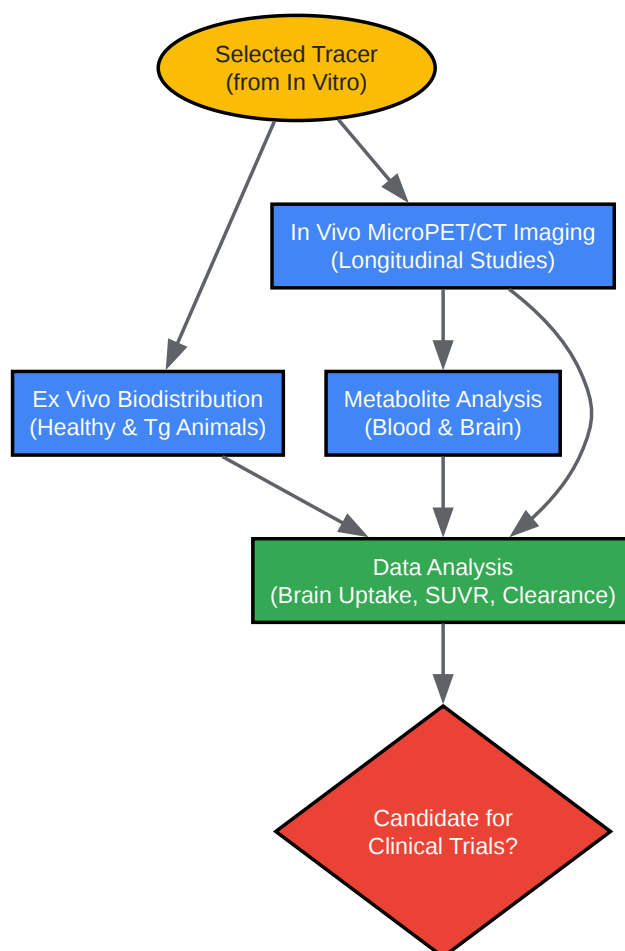 Selected Tracer
(from In Vitro)
In Vivo MicroPET/CT Imaging
(Longitudinal Studies)
Ex Vivo Biodistribution
(Healthy & Tg Animals)
Metabolite Analysis
(Blood & Brain)
Data Analysis
(Brain Uptake, SUVR, Clearance)
Candidate for
Clinical Trials?